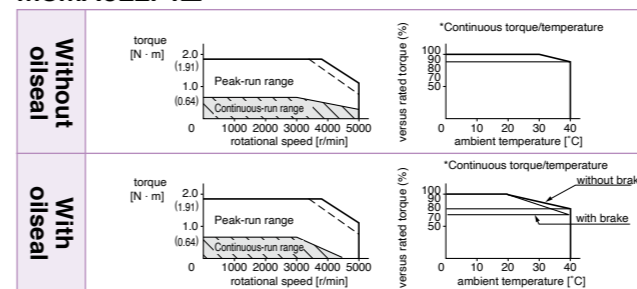 Without
oilseal
torque
[N · m]
2.0
(1.91)
1.0
(0.64)
Peak-run range
Continuous-run range
0 1000 2000 3000 4000 5000
rotational speed [r/min]
*Continuous torque/temperature
versus rated torque (%)
100
90
80
70
50
0 10 20 30 40
ambient temperature [˚C]
With
oilseal
torque
[N · m]
2.0
(1.91)
1.0
(0.64)
Peak-run range
Continuous-run range
0 1000 2000 3000 4000 5000
rotational speed [r/min]
*Continuous torque/temperature
versus rated torque (%)
100
90
80
70
50
without brak
with brake
0 10 20 30 40
ambient temperature [˚C]